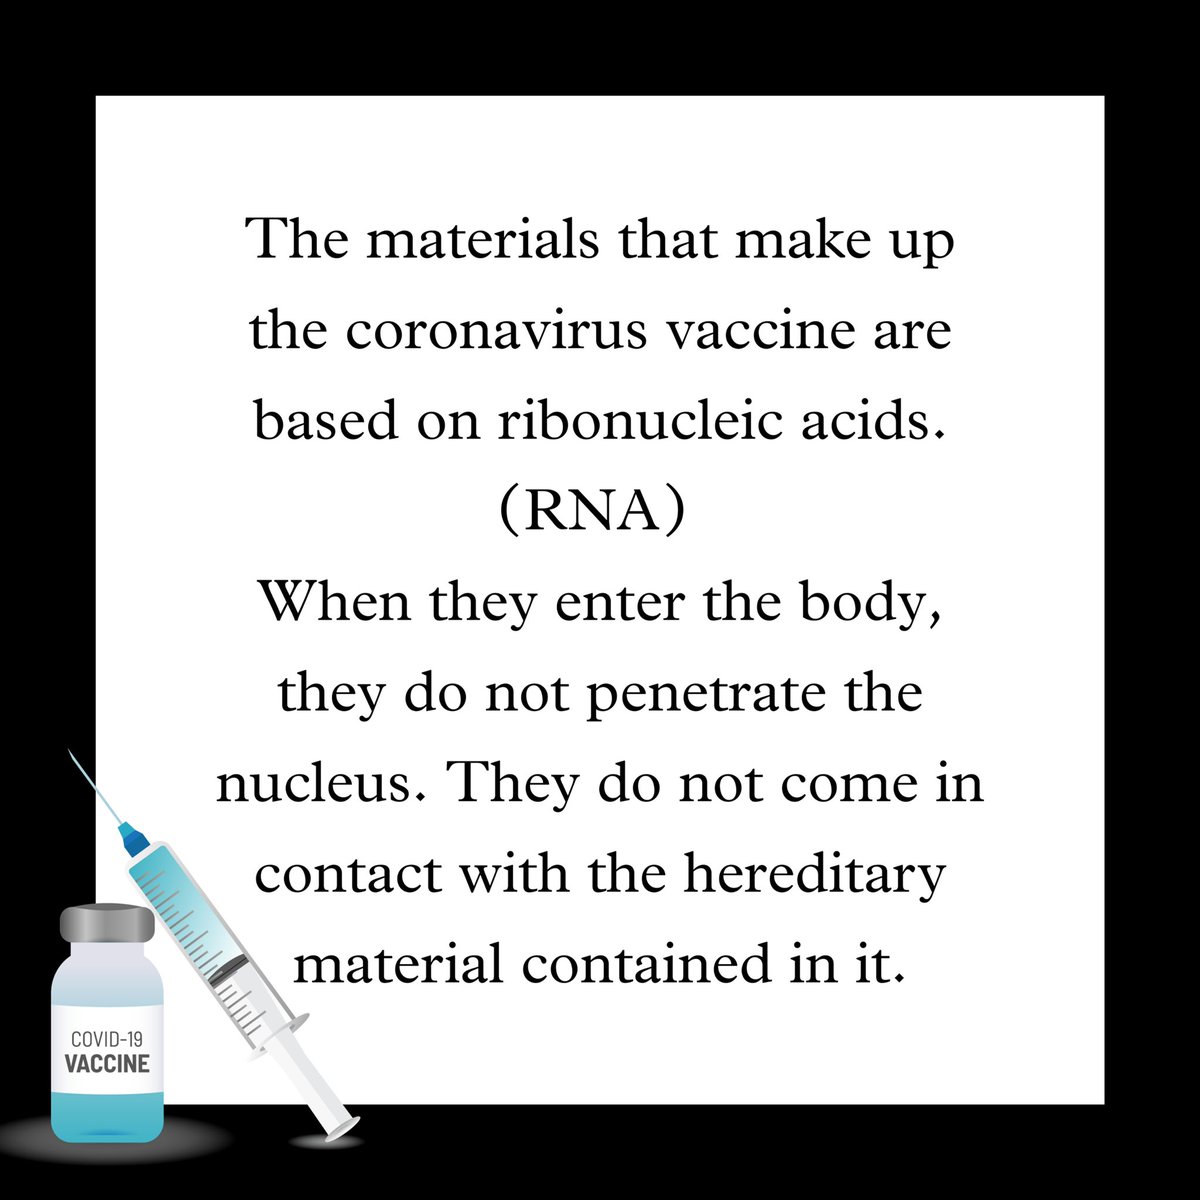 The materials that make up
the coronavirus vaccine are
based on ribonucleic acids.
(RNA)
When they enter the body,
they do not penetrate the
nucleus. They do not come in
contact with the hereditary
material contained in it.
COVID-19
VACCINE